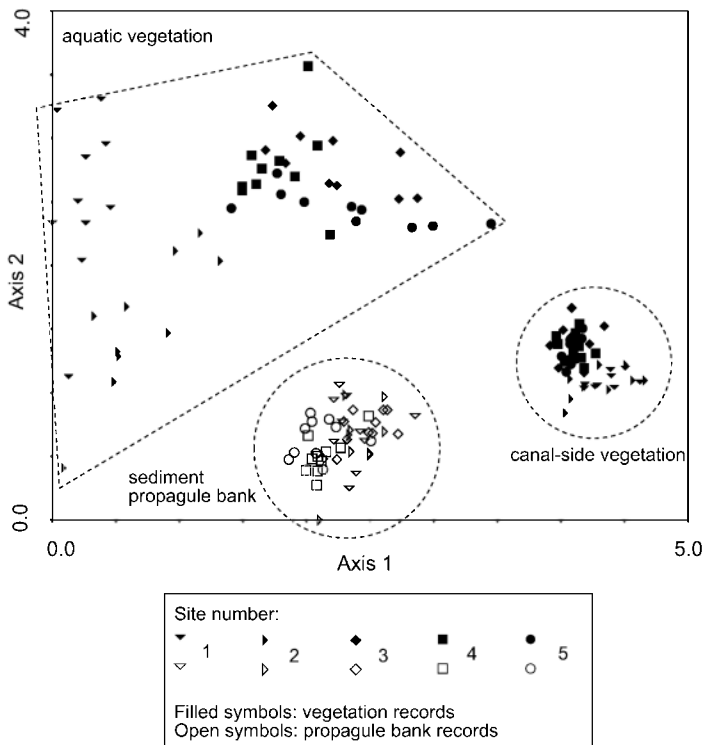 4.0
aquatic vegetation
Axis 2
canal-side vegetation
sediment
propagule bank
0.0
0.0
5.0
Axis 1
Site number:
1 2 3 4 5
Filled symbols: vegetation records
Open symbols: propagule bank records